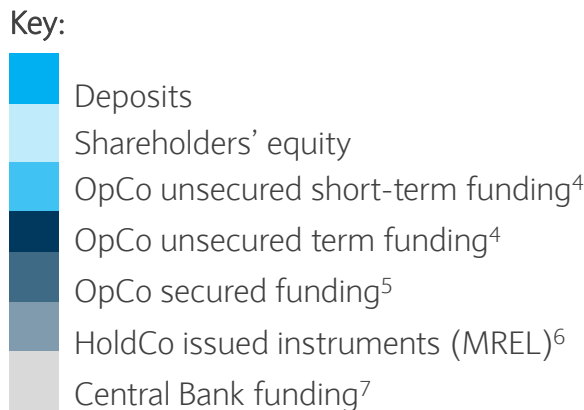 Key:
Deposits
Shareholders’ equity
OpCo unsecured short-term funding⁴
OpCo unsecured term funding⁴
OpCo secured funding⁵
HoldCo issued instruments (MREL)⁶
Central Bank funding⁷